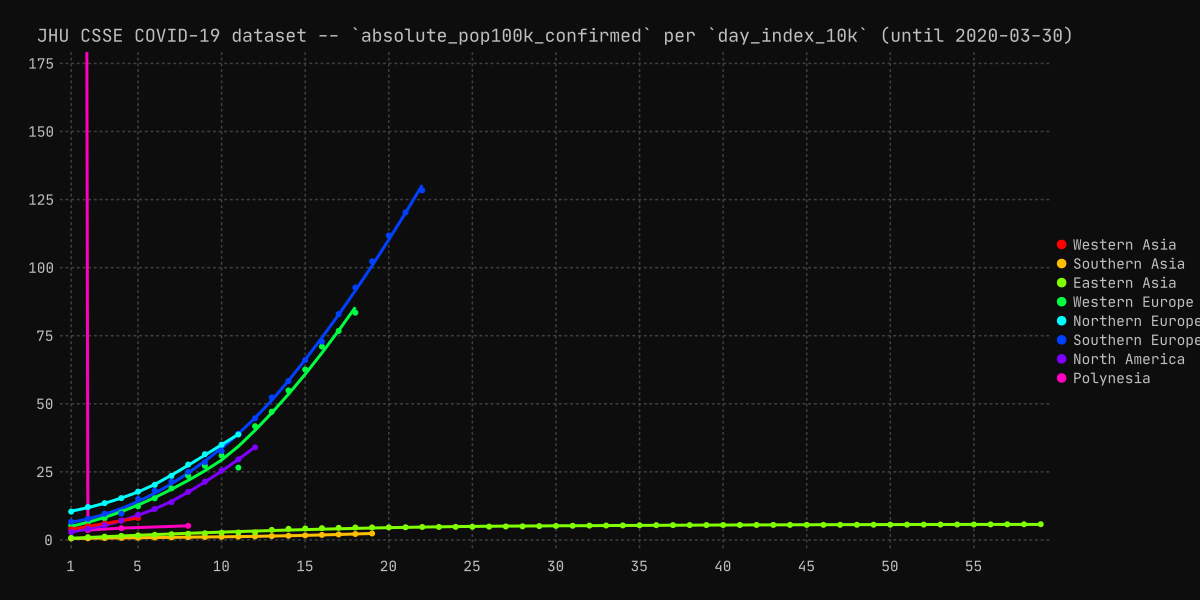 JHU CSSE COVID-19 dataset -- `absolute_pop100k_confirmed` per `day_index_10k` (until 2020-03-30)
175
150
125
100
75
50
25
0
1 5 10 15 20 25 30 35 40 45 50 55
Western Asia
Southern Asia
Eastern Asia
Western Europe
Northern Europe
Southern Europe
North America
Polynesia